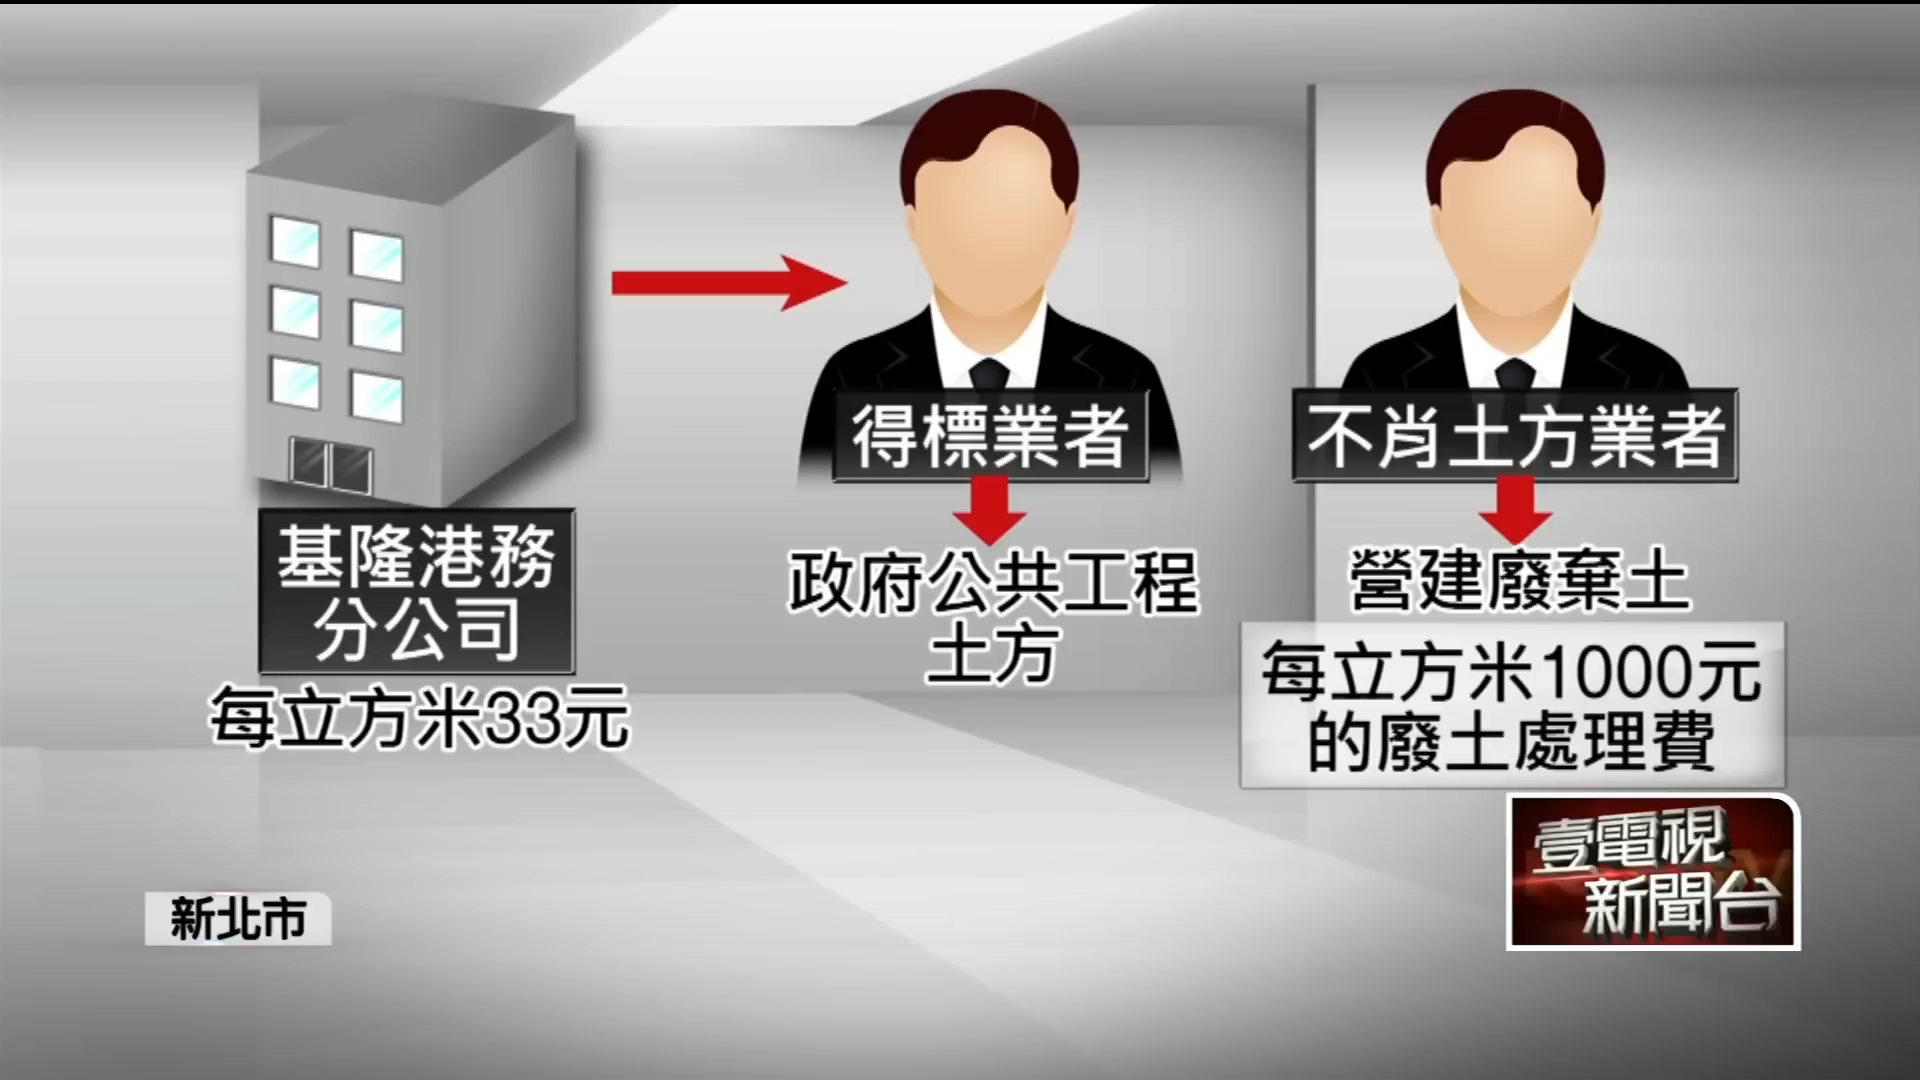 得標業者
不肖土方業者
基隆港務
分公司
每立方米33元
政府公共工程
土方
營建廢棄土
每立方米1000元
的廢土處理費
壹電視
新聞台
新北市